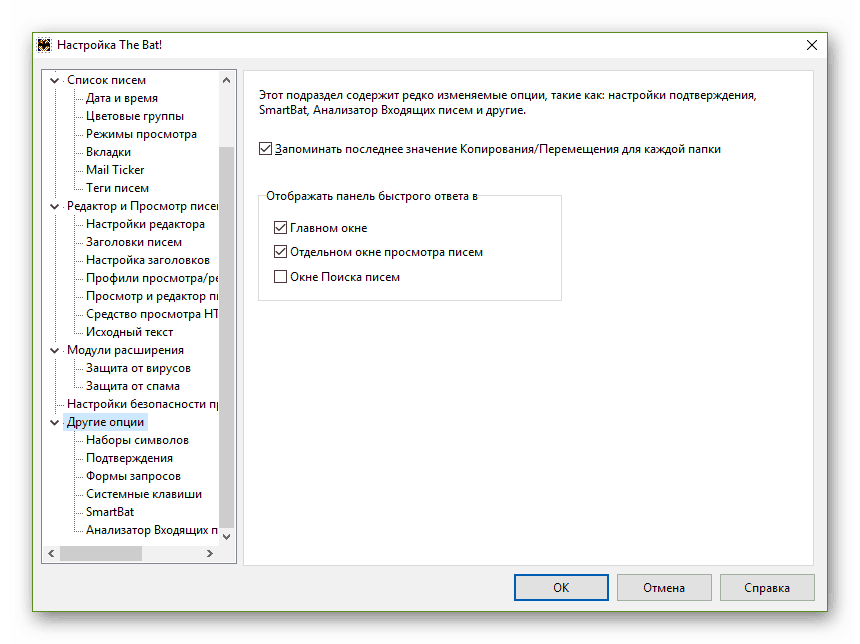 Настройка The Bat!
Список писем
Дата и время
Цветовые группы
Режимы просмотра
Вкладки
Mail Ticker
Теги писем
Редактор и Просмотр писе
Настройки редактора
Заголовки писем
Настройка заголовков
Профили просмотра/ре
Просмотр и редактор п
Средство просмотра HT
Исходный текст
Модули расширения
Защита от вирусов
Защита от спама
Настройки безопасности п
Другие опции
Наборы символов
Подтверждения
Формы запросов
Системные клавиши
SmartBat
Анализатор Входящих п
Этот подраздел содержит редко изменяемые опции, такие как: настройки подтверждения,
SmartBat, Анализатор Входящих писем и другие.
Запоминать последнее значение Копирования/Перемещения для каждой папки
Отображать панель быстрого ответа в
Главном окне
Отдельном окне просмотра писем
Окне Поиска писем
OK
Отмена
Справка